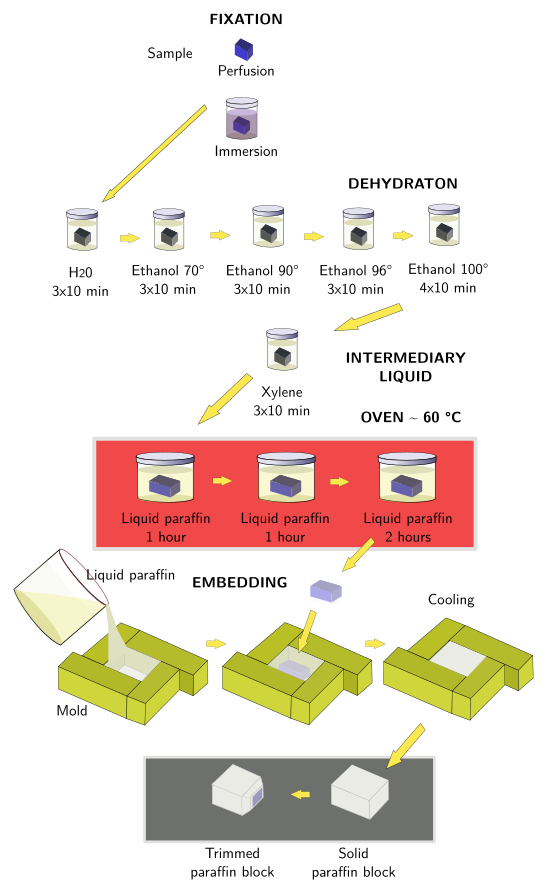 FIXATION
Sample
Perfusion
Immersion
DEHYDRATON
H20
3x10 min
Ethanol 70°
3x10 min
Ethanol 90°
3x10 min
Ethanol 96°
3x10 min
Ethanol 100°
4x10 min
INTERMEDIARY
LIQUID
Xylene
3x10 min
OVEN ~ 60 °C
Liquid paraffin
1 hour
Liquid paraffin
1 hour
Liquid paraffin
2 hours
Liquid paraffin
EMBEDDING
Cooling
Mold
Trimmed
paraffin block
Solid
paraffin block